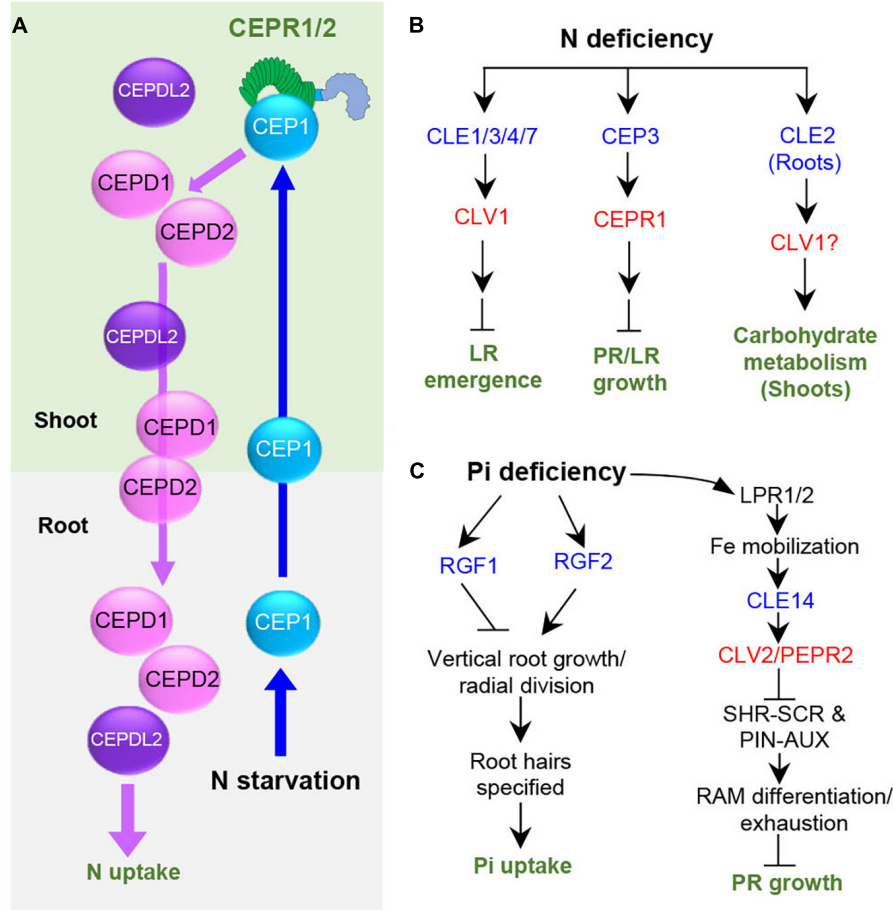 A
CEPR1/2
CEPDL2
CEP1
CEPD1
CEPD2
CEPDL2
Shoot
CEPD1
CEP1
CEPD2
Root
CEPD1
CEP1
CEPD2
CEPDL2
N starvation
N uptake
B
N deficiency
CLE1/3/4/7
CLV1
LR
emergence
CEP3
CEPR1
PR/LR
growth
CLE2
(Roots)
CLV1?
Carbohydrate
metabolism
(Shoots)
C
Pi deficiency
RGF1
RGF2
Vertical root growth/
radial division
Root hairs
specified
Pi uptake
LPR1/2
Fe mobilization
CLE14
CLV2/PEPR2
SHR-SCR &
PIN-AUX
RAM differentiation/
exhaustion
PR growth